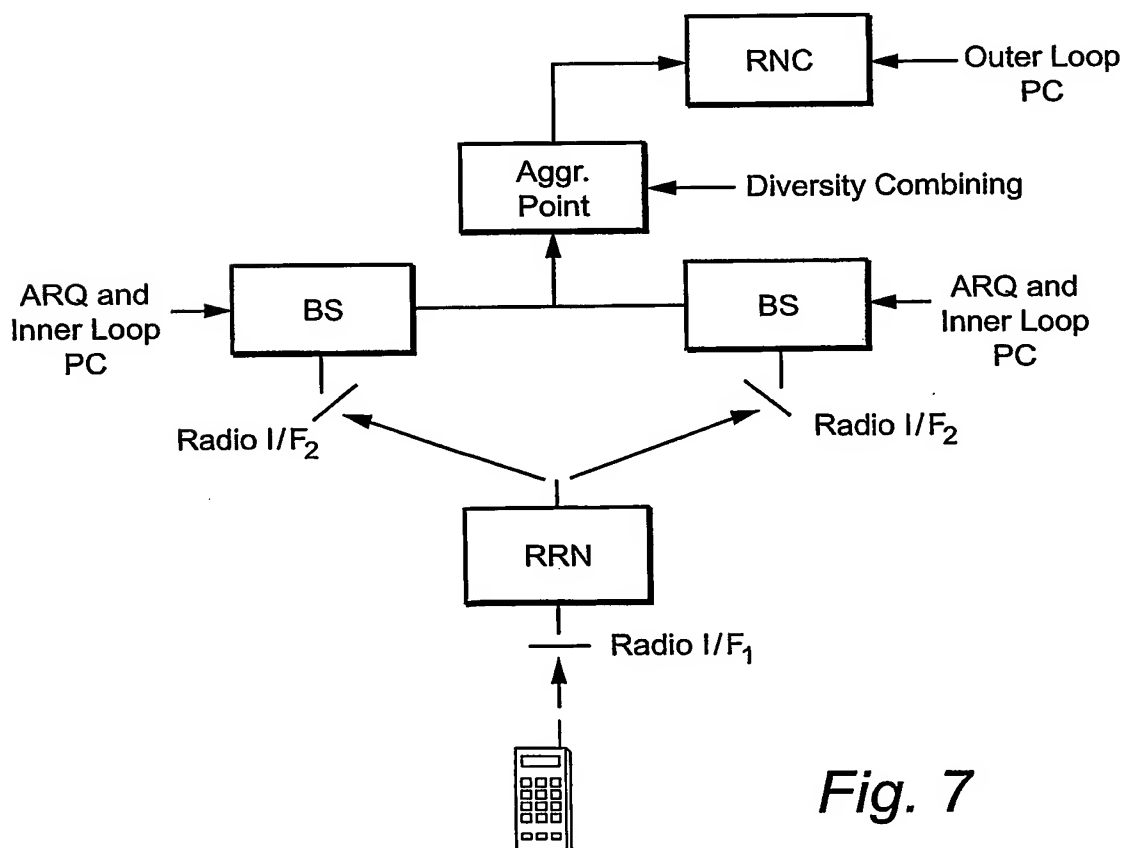 RNC
Outer Loop
PC
Aggr.
Point
Diversity Combining
ARQ and
Inner Loop
PC
BS
BS
ARQ and
Inner Loop
PC
Radio I/F2
Radio I/F2
RRN
Radio I/F1
Fig. 7